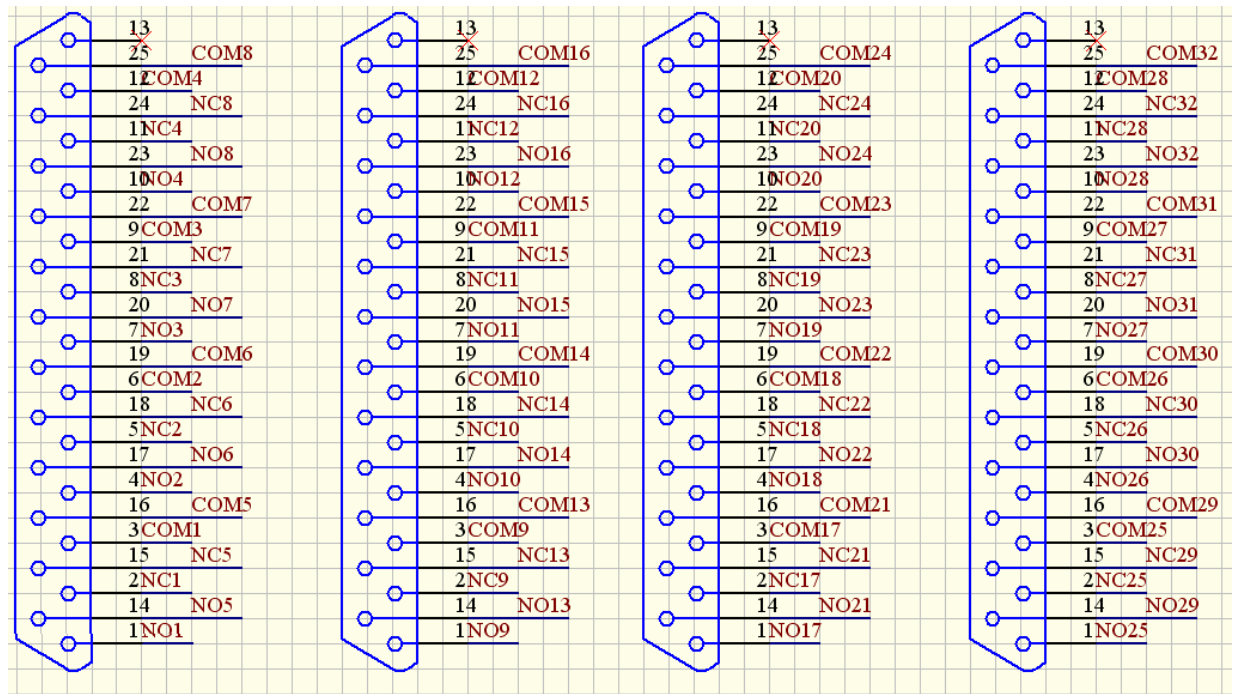 13 13 13 13
25 COM8 25 COM16 25 COM24 25 COM32
12 COM4 12 COM12 12 COM20 12 COM28
24 NC8 24 NC16 24 NC24 24 NC32
11 NC4 11 NC12 11 NC20 11 NC28
23 NO8 23 NO16 23 NO24 23 NO32
10 NO4 10 NO12 10 NO20 10 NO28
22 COM7 22 COM15 22 COM23 22 COM31
9 COM3 9 COM11 9 COM19 9 COM27
21 NC7 21 NC15 21 NC23 21 NC31
8 NC3 8 NC11 8 NC19 8 NC27
20 NO7 20 NO15 20 NO23 20 NO31
7 NO3 7 NO11 7 NO19 7 NO27
19 COM6 19 COM14 19 COM22 19 COM30
6 COM2 6 COM10 6 COM18 6 COM26
18 NC6 18 NC14 18 NC22 18 NC30
5 NC2 5 NC10 5 NC18 5 NC26
17 NO6 17 NO14 17 NO22 17 NO30
4 NO2 4 NO10 4 NO18 4 NO26
16 COM5 16 COM13 16 COM21 16 COM29
3 COM1 3 COM9 3 COM17 3 COM25
15 NC5 15 NC13 15 NC21 15 NC29
2 NC1 2 NC9 2 NC17 2 NC25
14 NO5 14 NO13 14 NO21 14 NO29
1 NO1 1 NO9 1 NO17 1 NO25